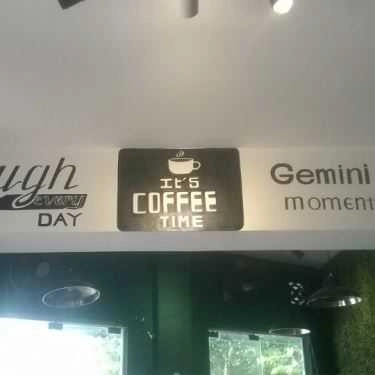 ugh
every
DAY
It's
COFFEE
TIME
Gemini
moment